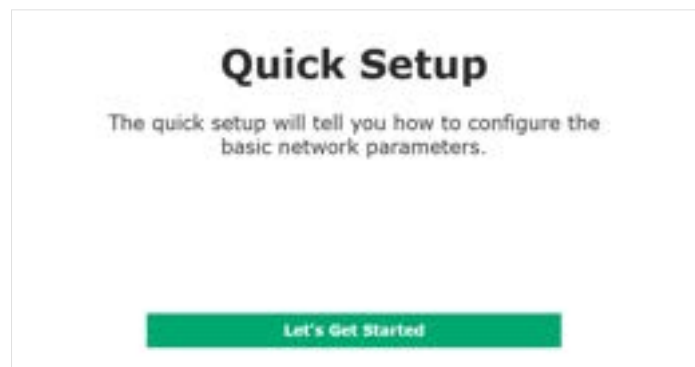 Quick Setup
The quick setup will tell you how to configure the
basic network parameters.
Let's Get Started